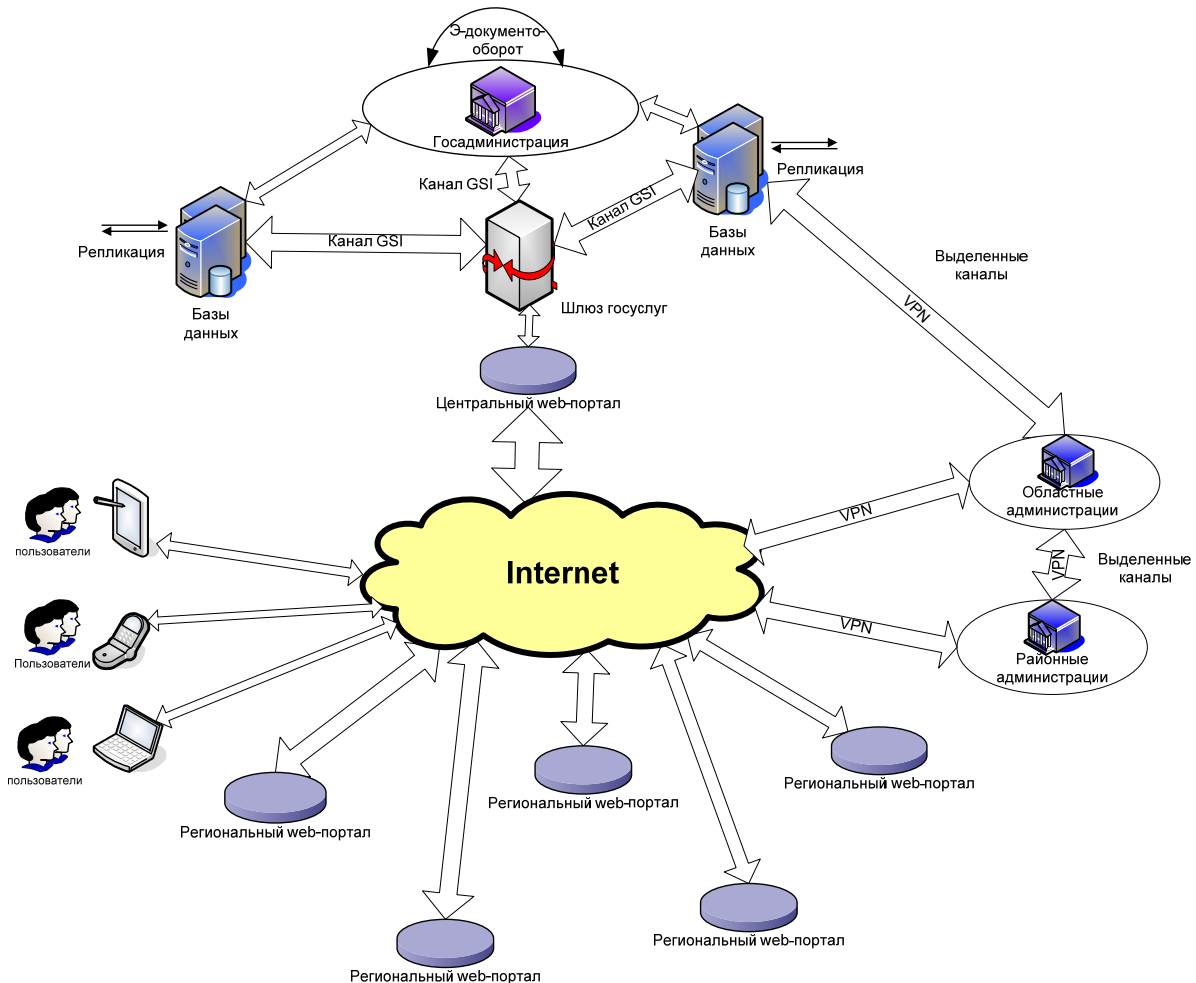 Э-документо-
оборот
Госадминистрация
Канал GSI
Репликация
Канал GSI
Базы
данных
Репликация
Канал GSI
Базы
данных
Шлюз госуслуг
Выделенные
каналы
VPN
Центральный web-портал
Областные
администрации
VPN
пользователи
Internet
VPN
Выделенные
каналы
Пользователи
VPN
Районные
администрации
пользователи
Региональный web-портал
Региональный web-портал
Региональный web-портал
Региональный web-портал
Региональный web-портал